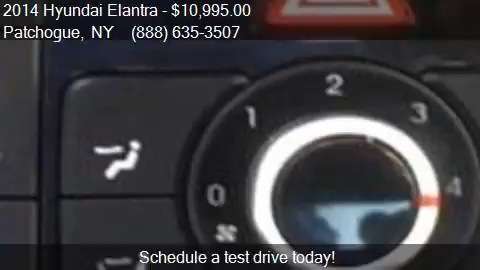 2014 Hyundai Elantra - $10,995.00
Patchogue, NY (888) 635-3507
2
1 3
0 4
Schedule a test drive today!